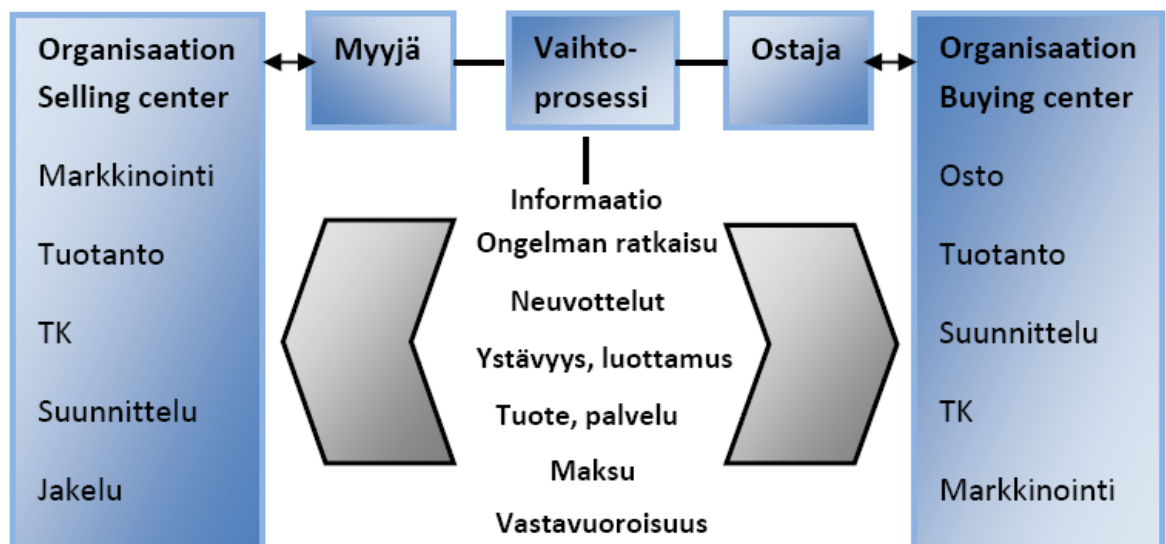 Organisaation
Selling center
Markkinointi
Tuotanto
TK
Suunnittelu
Jakelu
Myyjä
Vaihto-
prosessi
Ostaja
Informaatio
Ongelman ratkaisu
Neuvottelut
Ystävyys, luottamus
Tuote, palvelu
Maksu
Vastavuoroisuus
Organisaation
Buying center
Osto
Tuotanto
Suunnittelu
TK
Markkinointi